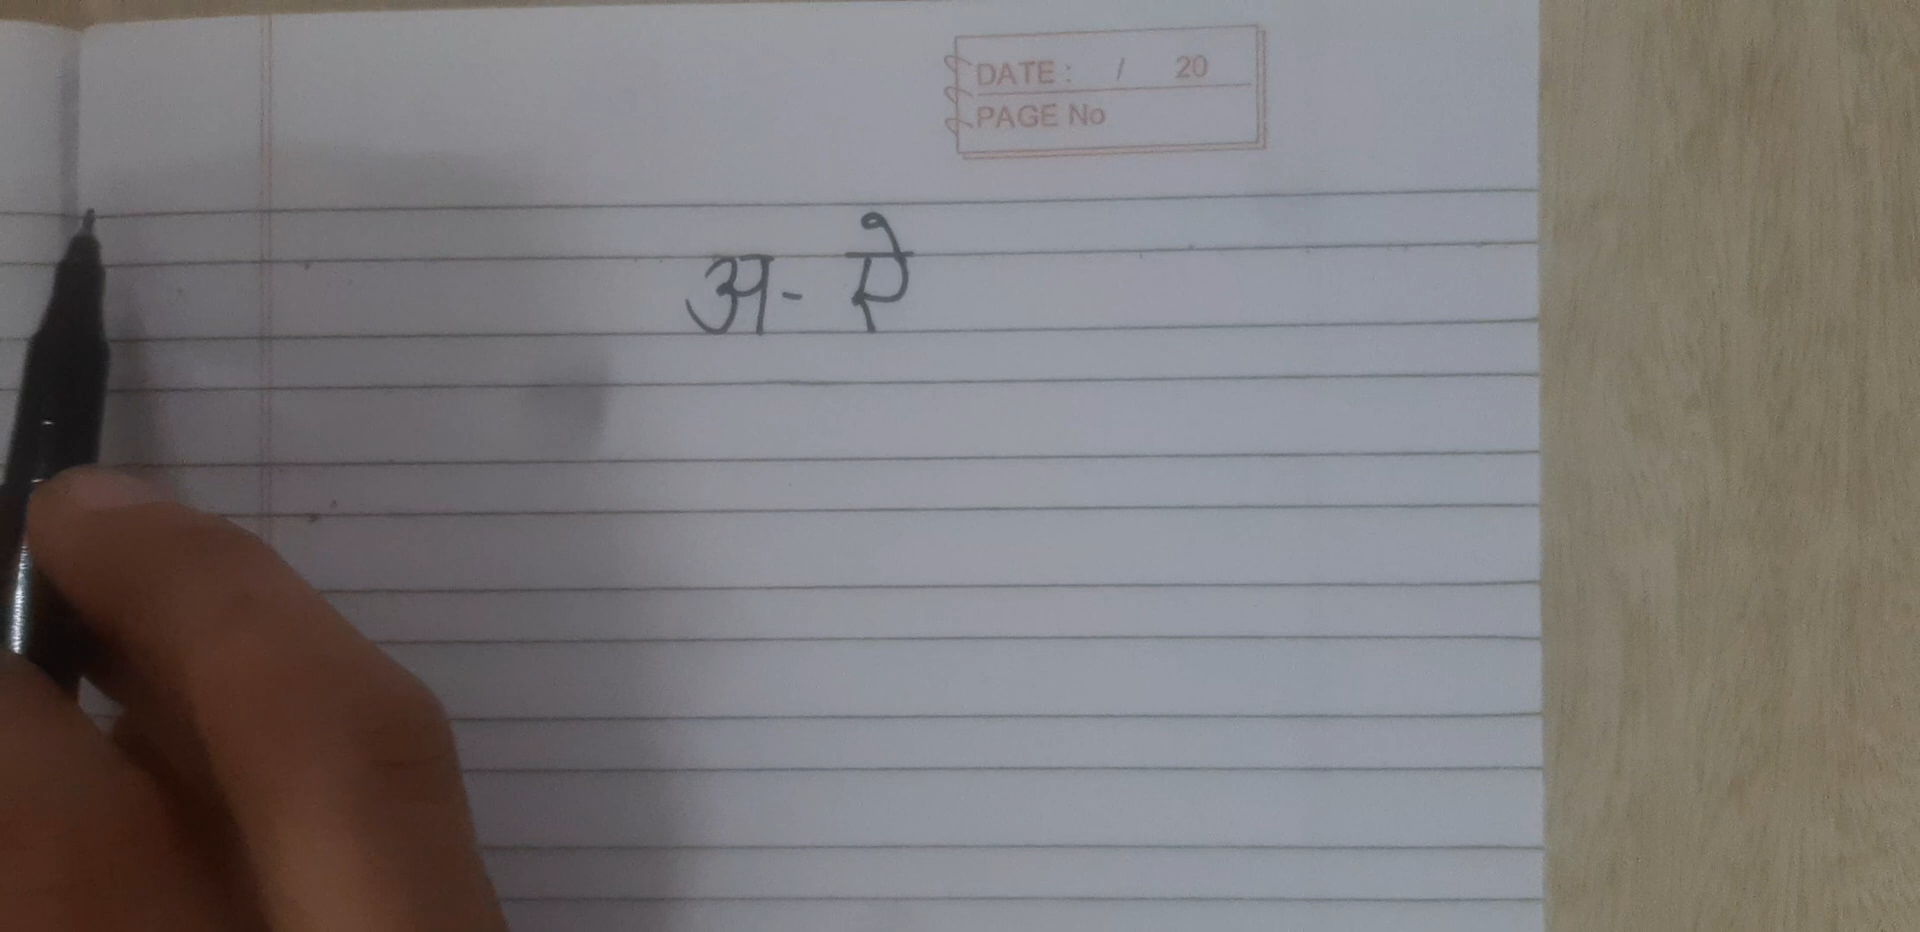 DATE: / 20
PAGE No
अ- ऐ